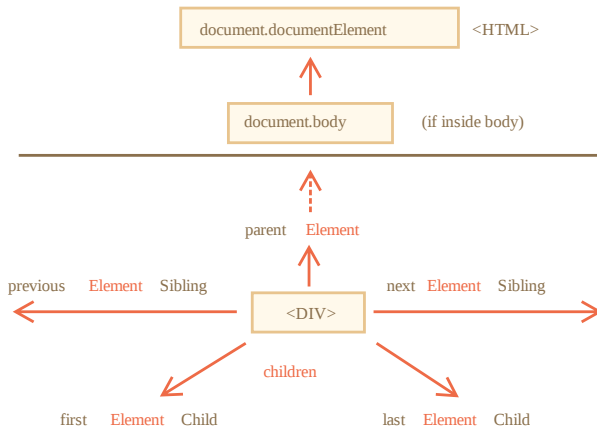 document.documentElement <HTML>
document.body (if inside body)
parent Element
previous Element Sibling next Element Sibling
<DIV>
children
first Element Child last Element Child